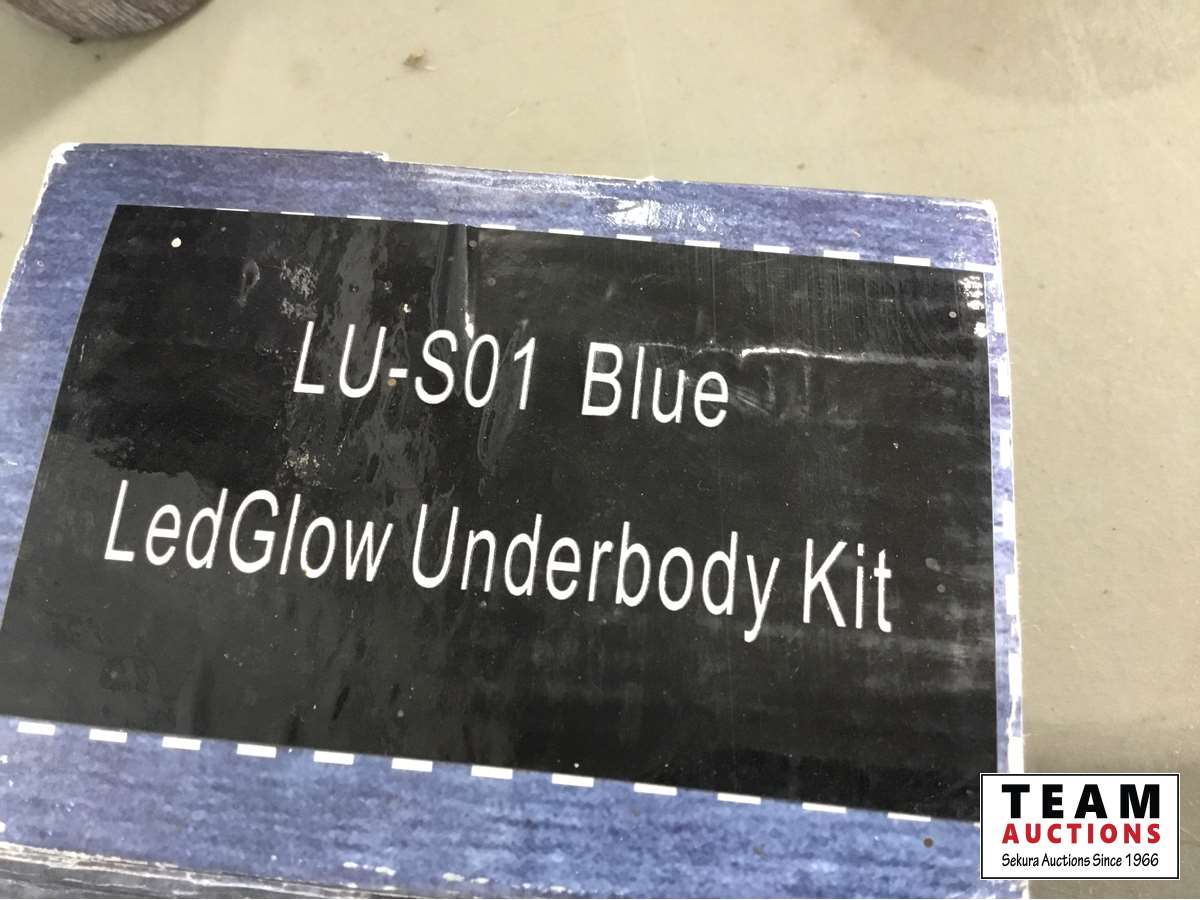 LU-S01 Blue
LedGlow Underbody Kit
TEAM
AUCTIONS
Sekura Auctions Since 1966